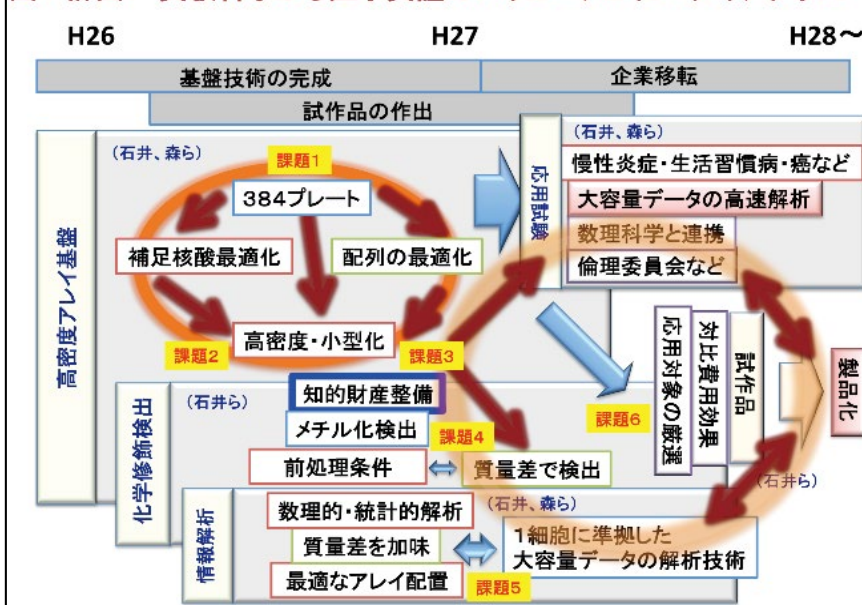 H26
H27
H28～
基盤技術の完成
企業移転
試作品の作出
高密度アレイ基盤
(石井、森ら)
課題1
384プレート
補足核酸最適化
配列の最適化
高密度・小型化
課題2
課題3
応用試験
(石井、森ら)
慢性炎症・生活習慣病・癌など
大容量データの高速解析
数理科学と連携
倫理委員会など
化学修飾検出
(石井ら)
知的財産整備
メチル化検出
課題4
前処理条件
質量差で検出
課題6
応用対象の厳選
対比費用効果
試作品
製品化
(石井ら)
情報解析
数理的・統計的解析
質量差を加味
最適なアレイ配置
課題5
(石井、森ら)
1細胞に準拠した
大容量データの解析技術